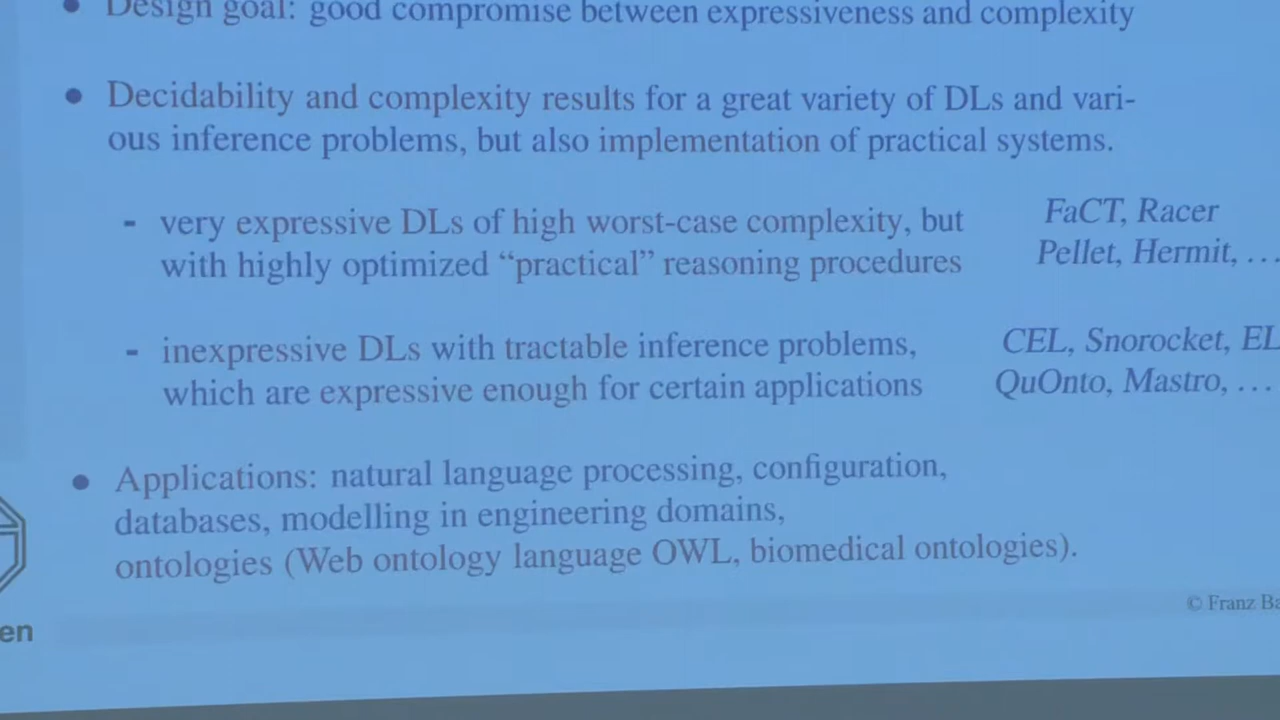 Design goal: good compromise between expressiveness and complexity
Decidability and complexity results for a great variety of DLs and vari-
ous inference problems, but also implementation of practical systems.
- very expressive DLs of high worst-case complexity, but
with highly optimized “practical” reasoning procedures
FaCT, Racer
Pellet, Hermit, ...
- inexpressive DLs with tractable inference problems,
which are expressive enough for certain applications
CEL, Snorocket, EL
QuOnto, Mastro, ...
Applications: natural language processing, configuration,
databases, modelling in engineering domains,
ontologies (Web ontology language OWL, biomedical ontologies).
© Franz Ba
en